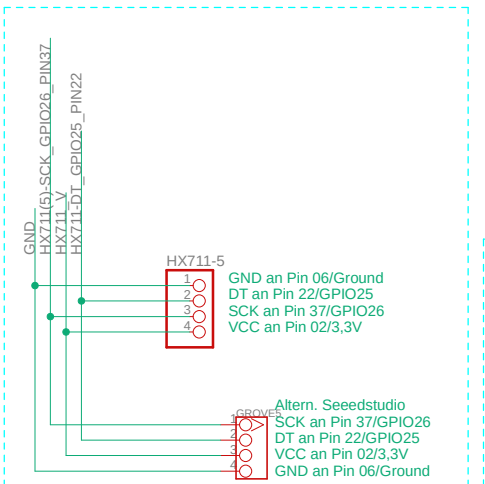 GND
HX711(5)-SCK_GPIO26_PIN37
HX711_V
HX711-DT_GPIO25_PIN22
HX711-5
1 GND an Pin 06/Ground
2 DT an Pin 22/GPIO25
3 SCK an Pin 37/GPIO26
4 VCC an Pin 02/3,3V
Altern. Seeedstudio
GROVE5
1 SCK an Pin 37/GPIO26
2 DT an Pin 22/GPIO25
3 VCC an Pin 02/3,3V
4 GND an Pin 06/Ground